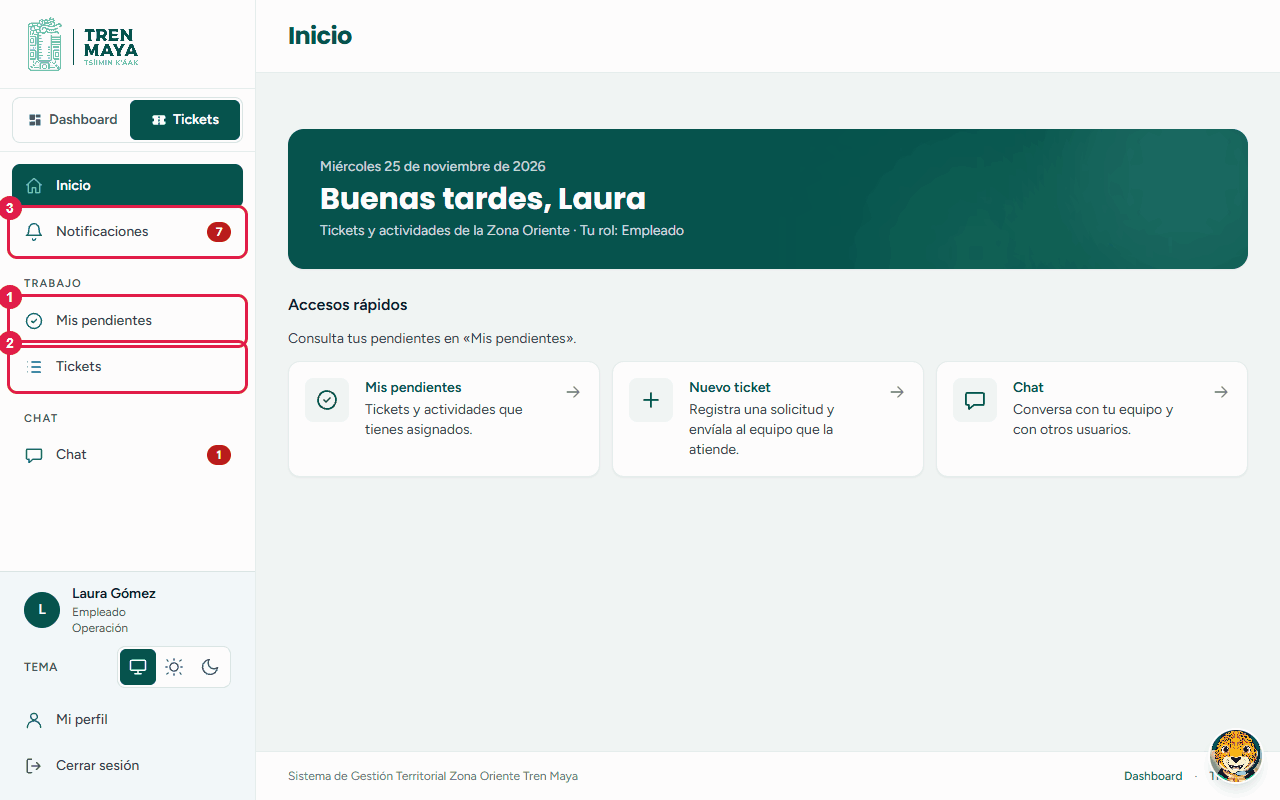 TREN
MAYA
TSÍIMIN K'ÁAK
Dashboard
Tickets
Inicio
3
Notificaciones
7
TRABAJO
1
Mis pendientes
2
Tickets
CHAT
Chat
1
L
Laura Gómez
Empleado
Operación
TEMA
Mi perfil
Cerrar sesión
Inicio
Miércoles 25 de noviembre de 2026
Buenas tardes, Laura
Tickets y actividades de la Zona Oriente · Tu rol: Empleado
Accesos rápidos
Consulta tus pendientes en «Mis pendientes».
Mis pendientes
Tickets y actividades que
tienes asignados.
Nuevo ticket
Registra una solicitud y
envíala al equipo que la
atiende.
Chat
Conversa con tu equipo y
con otros usuarios.
Sistema de Gestión Territorial Zona Oriente Tren Maya
Dashboard ·